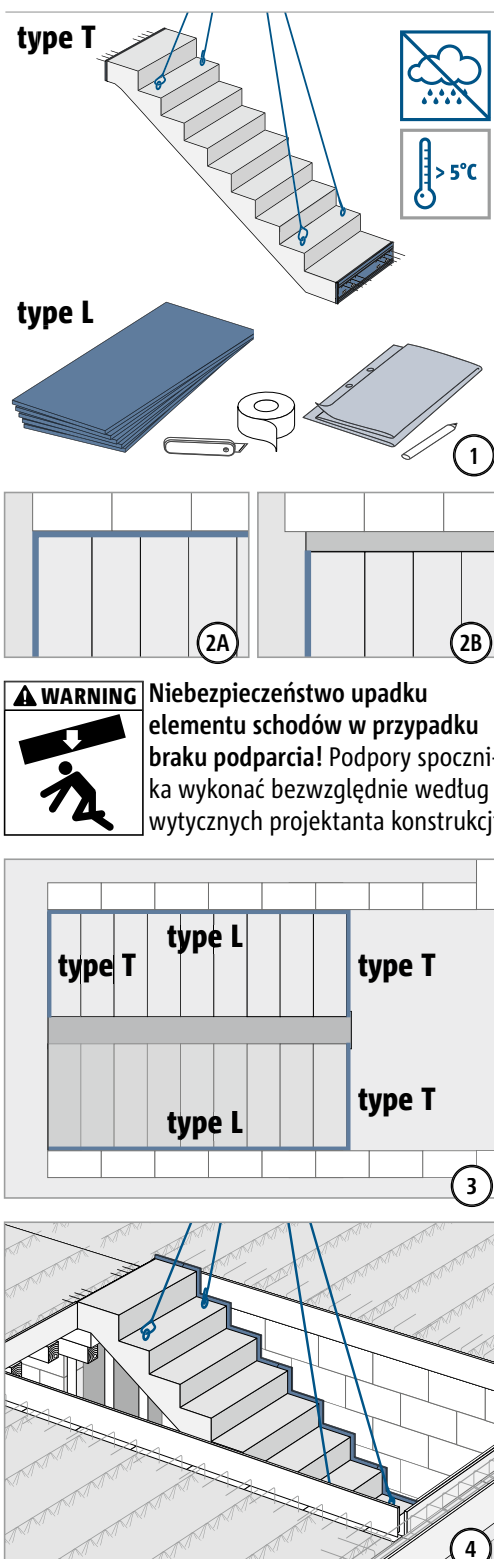 type T
> 5°C
type L
1
2A
2B
WARNING
Niebezpieczeństwo upadku
elementu schodów w przypadku
braku podparcia! Podpory spoczni-
ka wykonać bezwzględnie według
wytycznych projektanta konstrukcji
type L
type T
type T
type T
type L
3
4